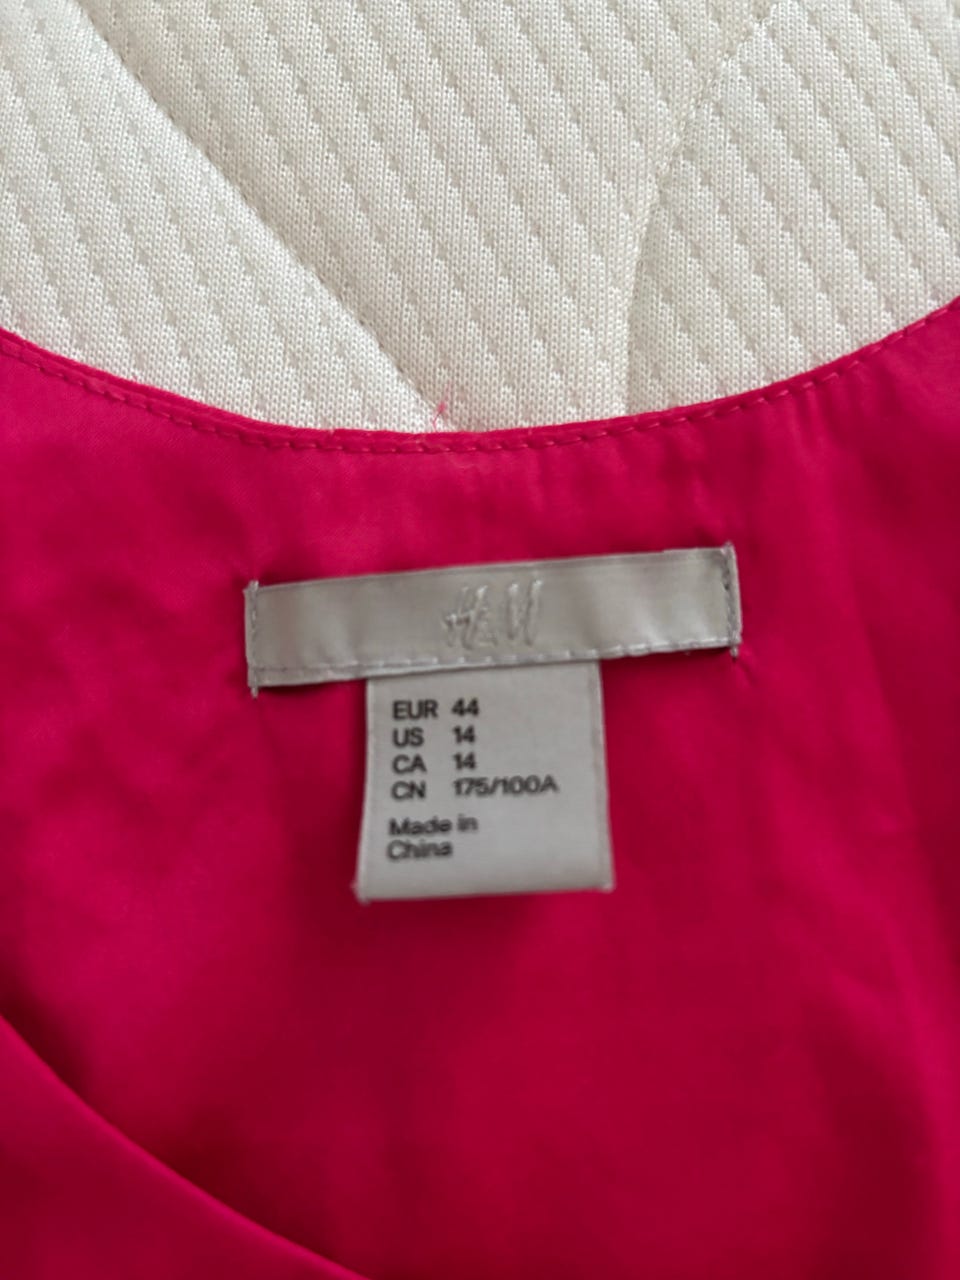 H&M
EUR 44
US 14
CA 14
CN 175/100A
Made in
China